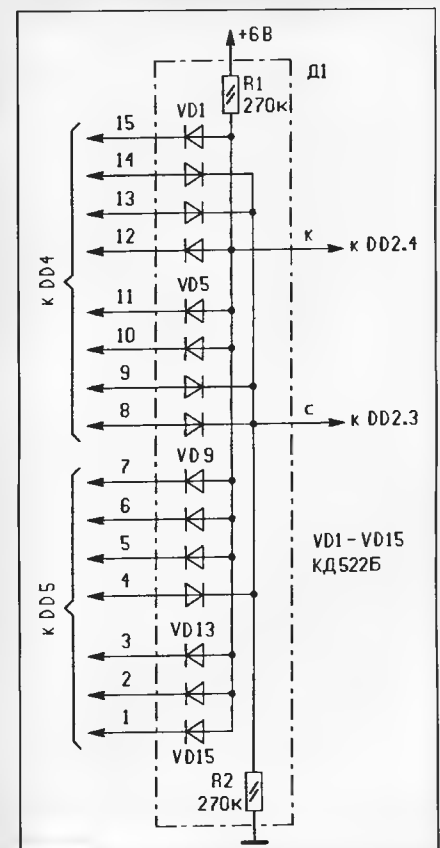 +6В
Д1
R1
270к
15
VD1
14
13
12
к
к DD2.4
к DD4
11
VD5
10
9
8
с
к DD2.3
7
VD9
6
5
4
VD1-VD15
КД522Б
к DD5
3
VD13
2
1
VD15
R2
270к